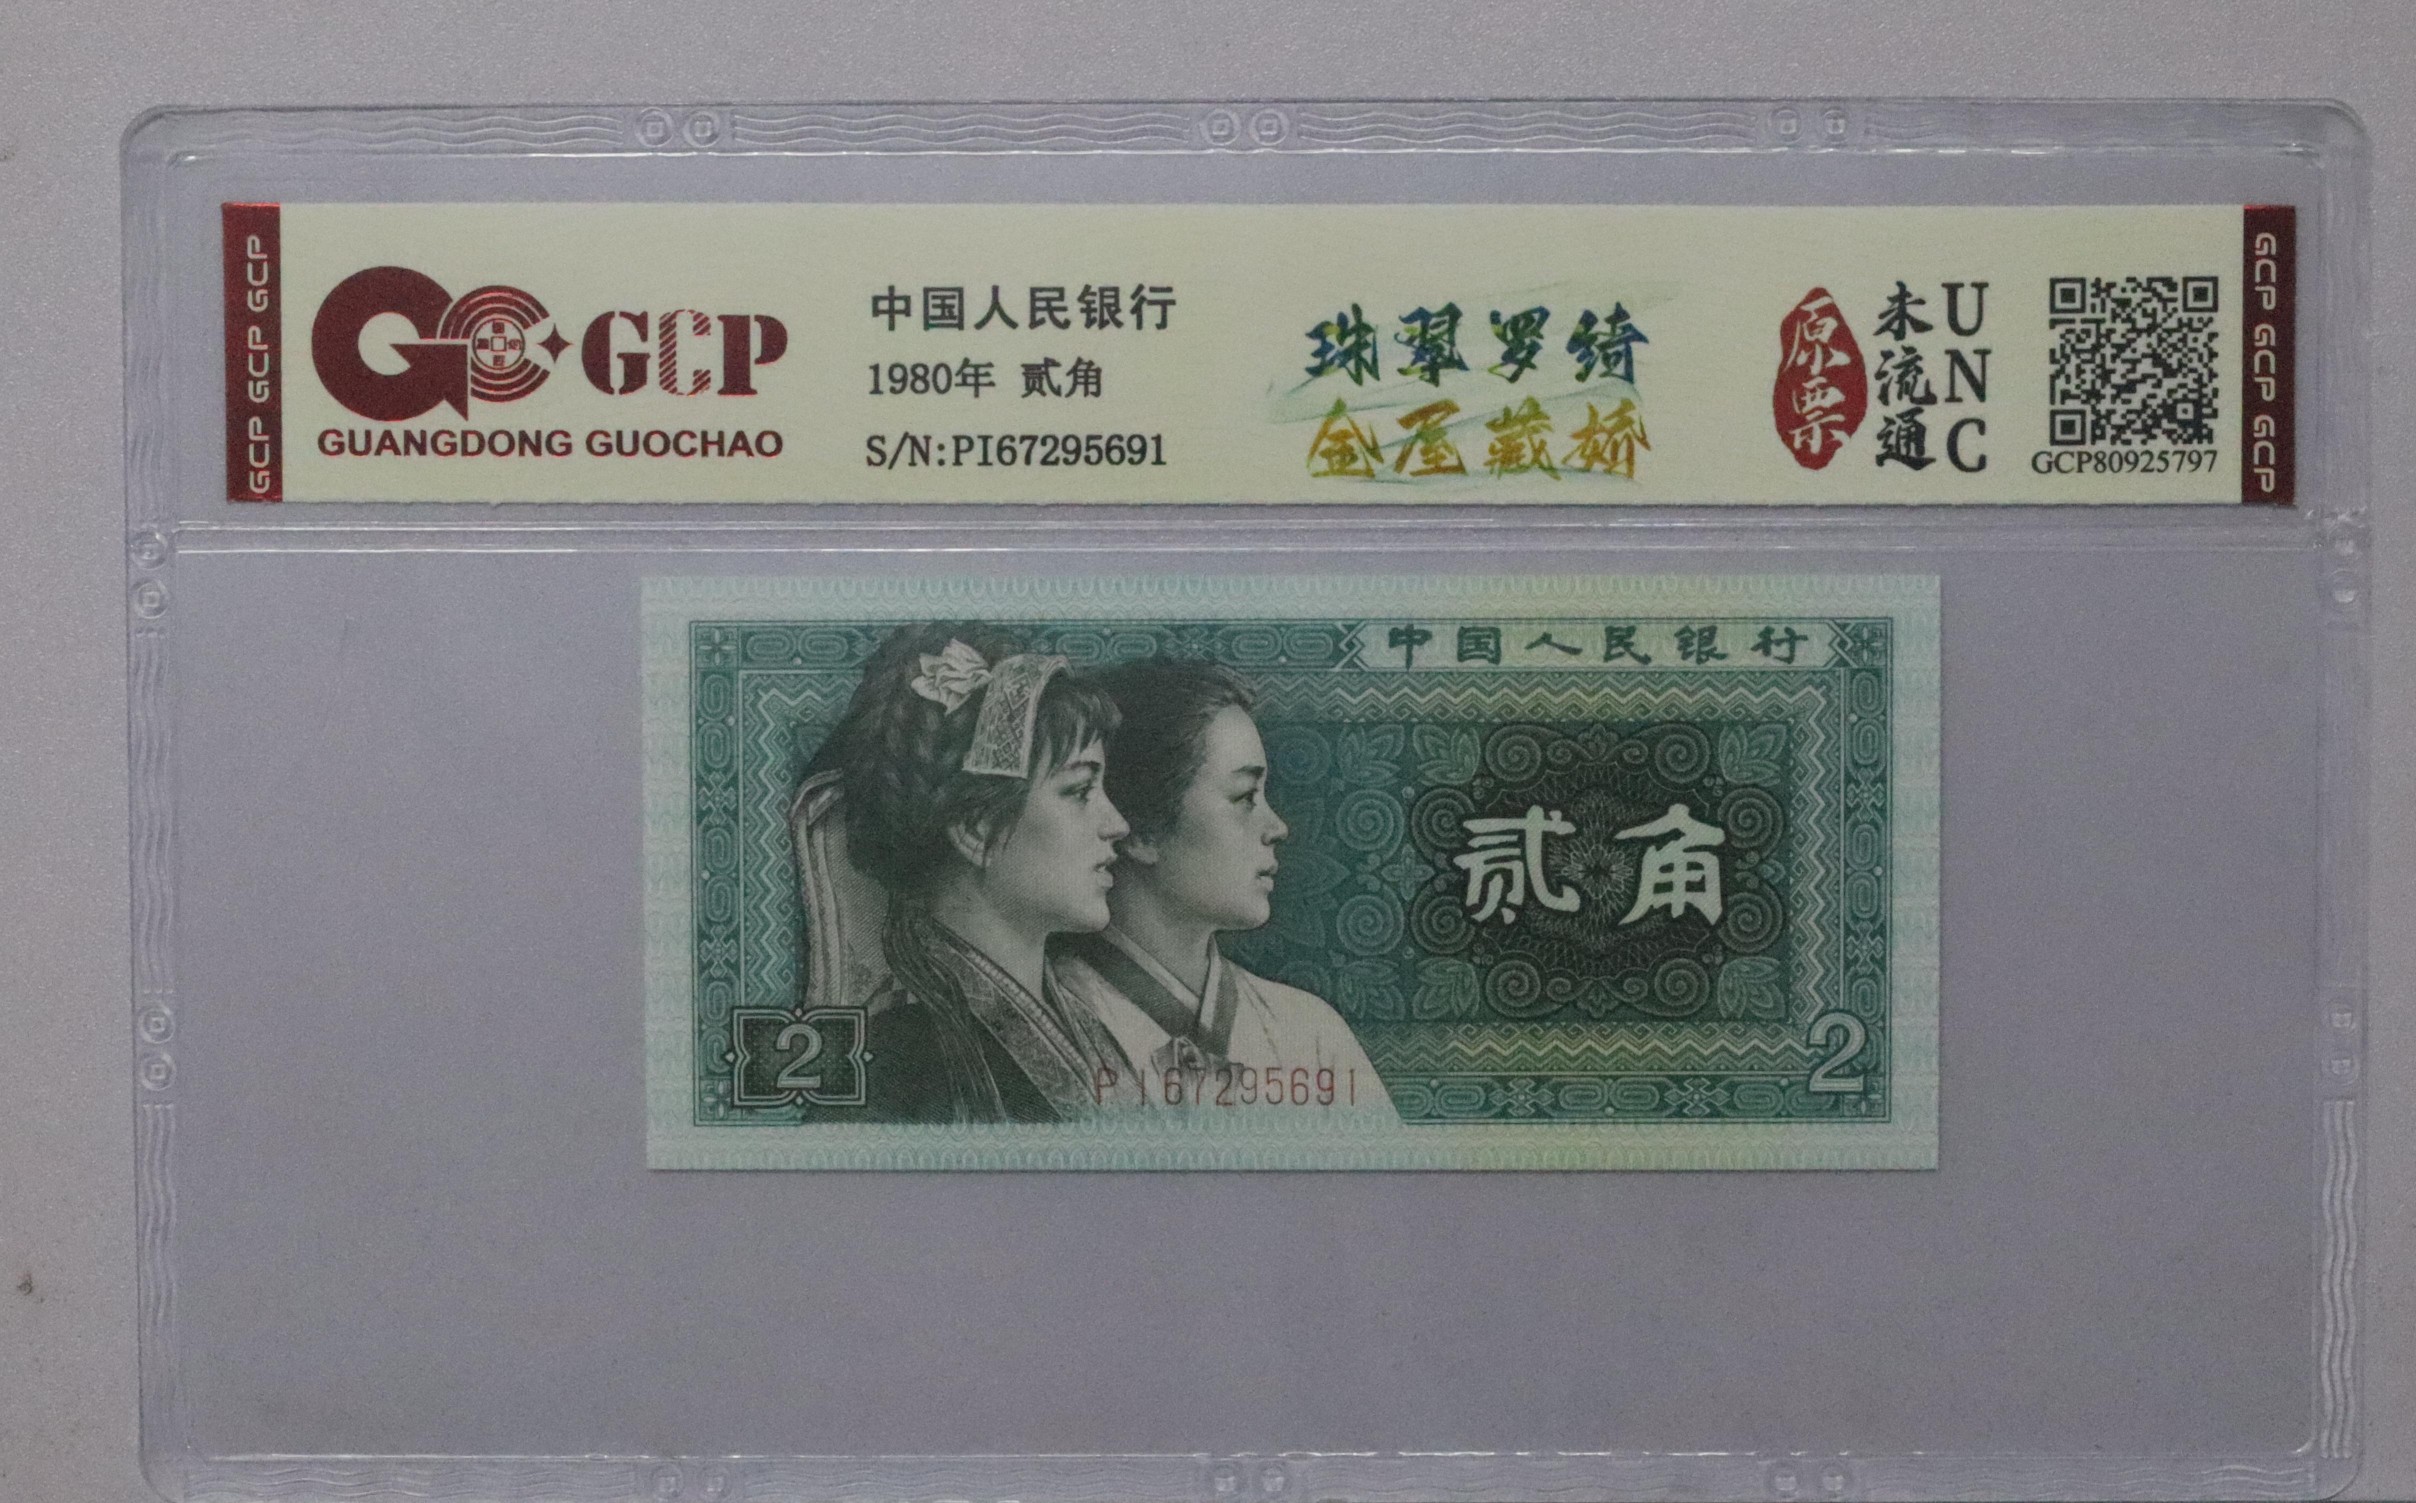 GCP GCP GCP
GCP
GUANGDONG GUOCHAO
中国人民银行
1980年 贰角
S/N:PI67295691
珠翠罗绮
金屋藏娇
原票
未流通
UNC
GCP80925797
GCP GCP GCP
中国人民银行
贰角
2
2
PI67295691